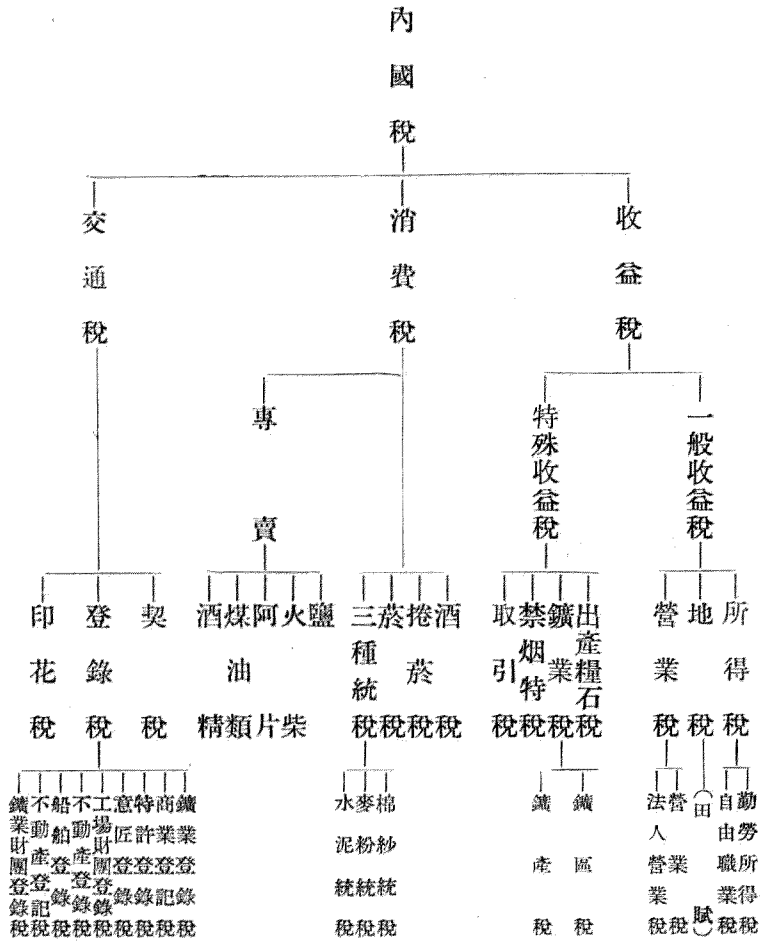 內國稅
收益稅
消費稅
交通稅
一般收益稅
特殊收益稅
專賣
所得稅
地稅
營業稅
出產糧石稅
鑛業稅
禁烟特稅
取引稅
酒稅
捲菸稅
菸稅
三種統稅
鹽
火柴
阿片
煤油類
酒精
契稅
登錄稅
印花稅
勤勞所得稅
自由職業稅
(田賦)
營業稅
法人營業稅
鑛區稅
鑛產稅
棉紗統稅
麥粉統稅
水泥統稅
鑛業登錄稅
商業登記稅
特許登錄稅
意匠登錄稅
工場財團登錄稅
不動產登錄稅
船舶登錄稅
不動產登記稅
鑛業財團登錄稅